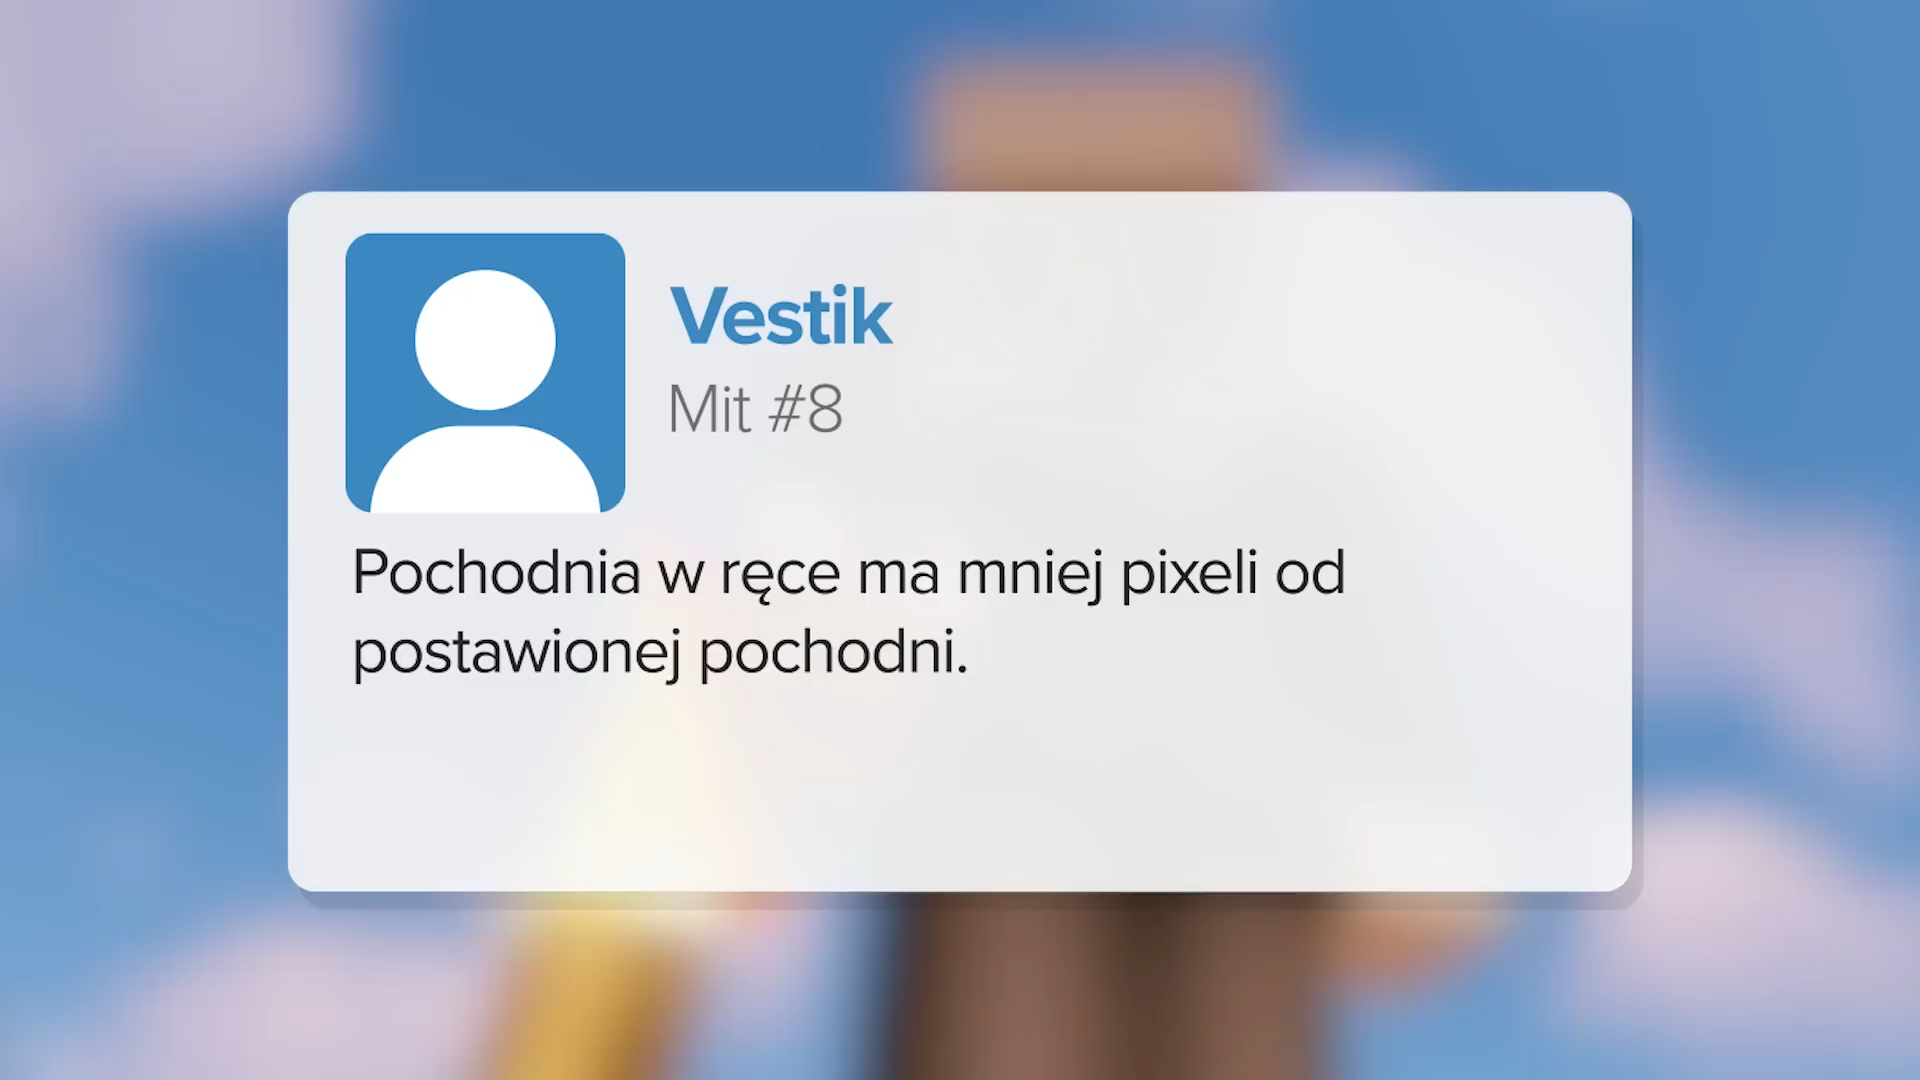 Vestik
Mit #8
Pochodnia w ręce ma mniej pixeli od
postawionej pochodni.